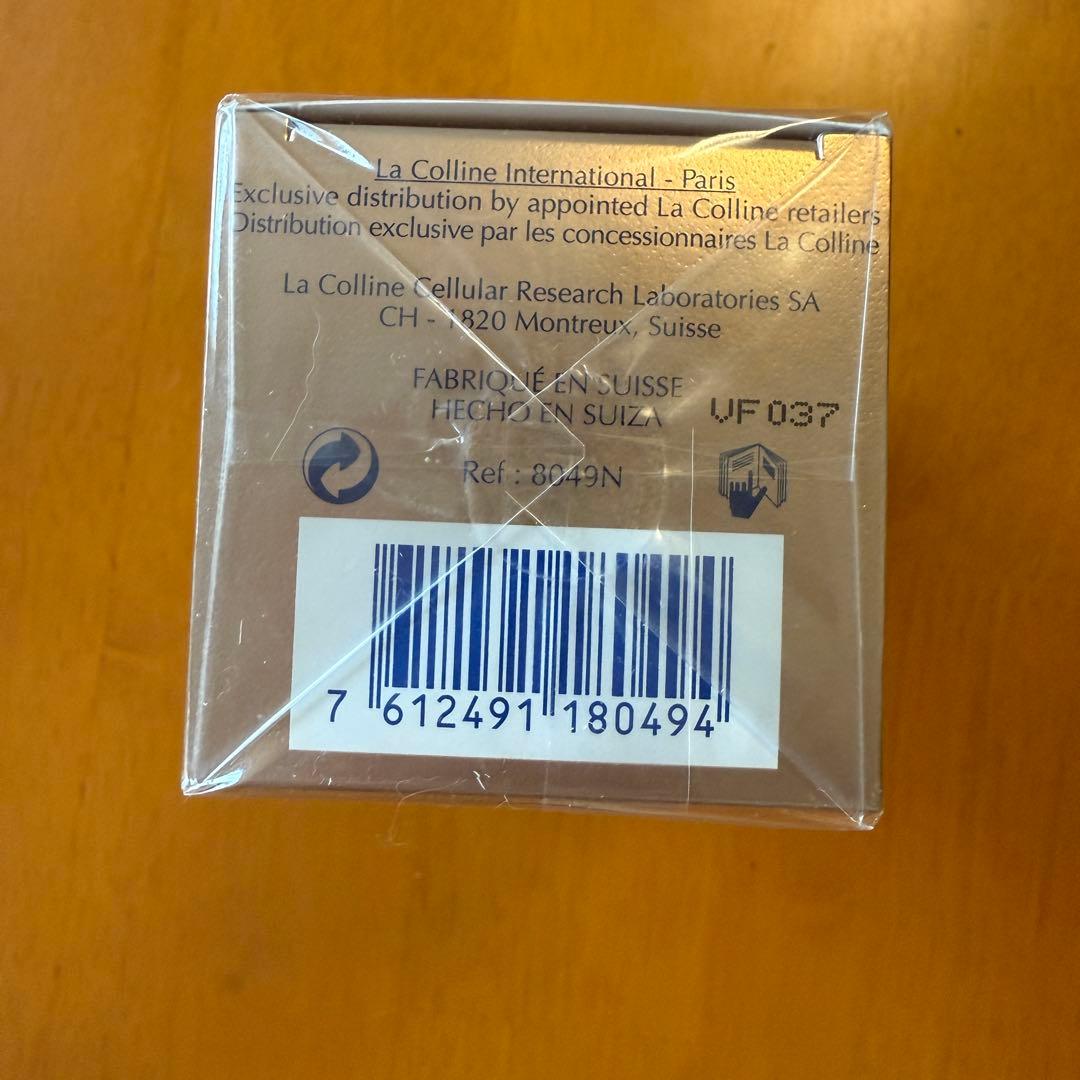 La Colline International - Paris
Exclusive distribution by appointed La Colline retailers
Distribution exclusive par les concessionnaires La Colline
La Colline Cellular Research Laboratories SA
CH - 1820 Montreux, Suisse
FABRIQUÉ EN SUISSE
HECHO EN SUIZA
VF037
Ref : 8049N
7 612491 180494